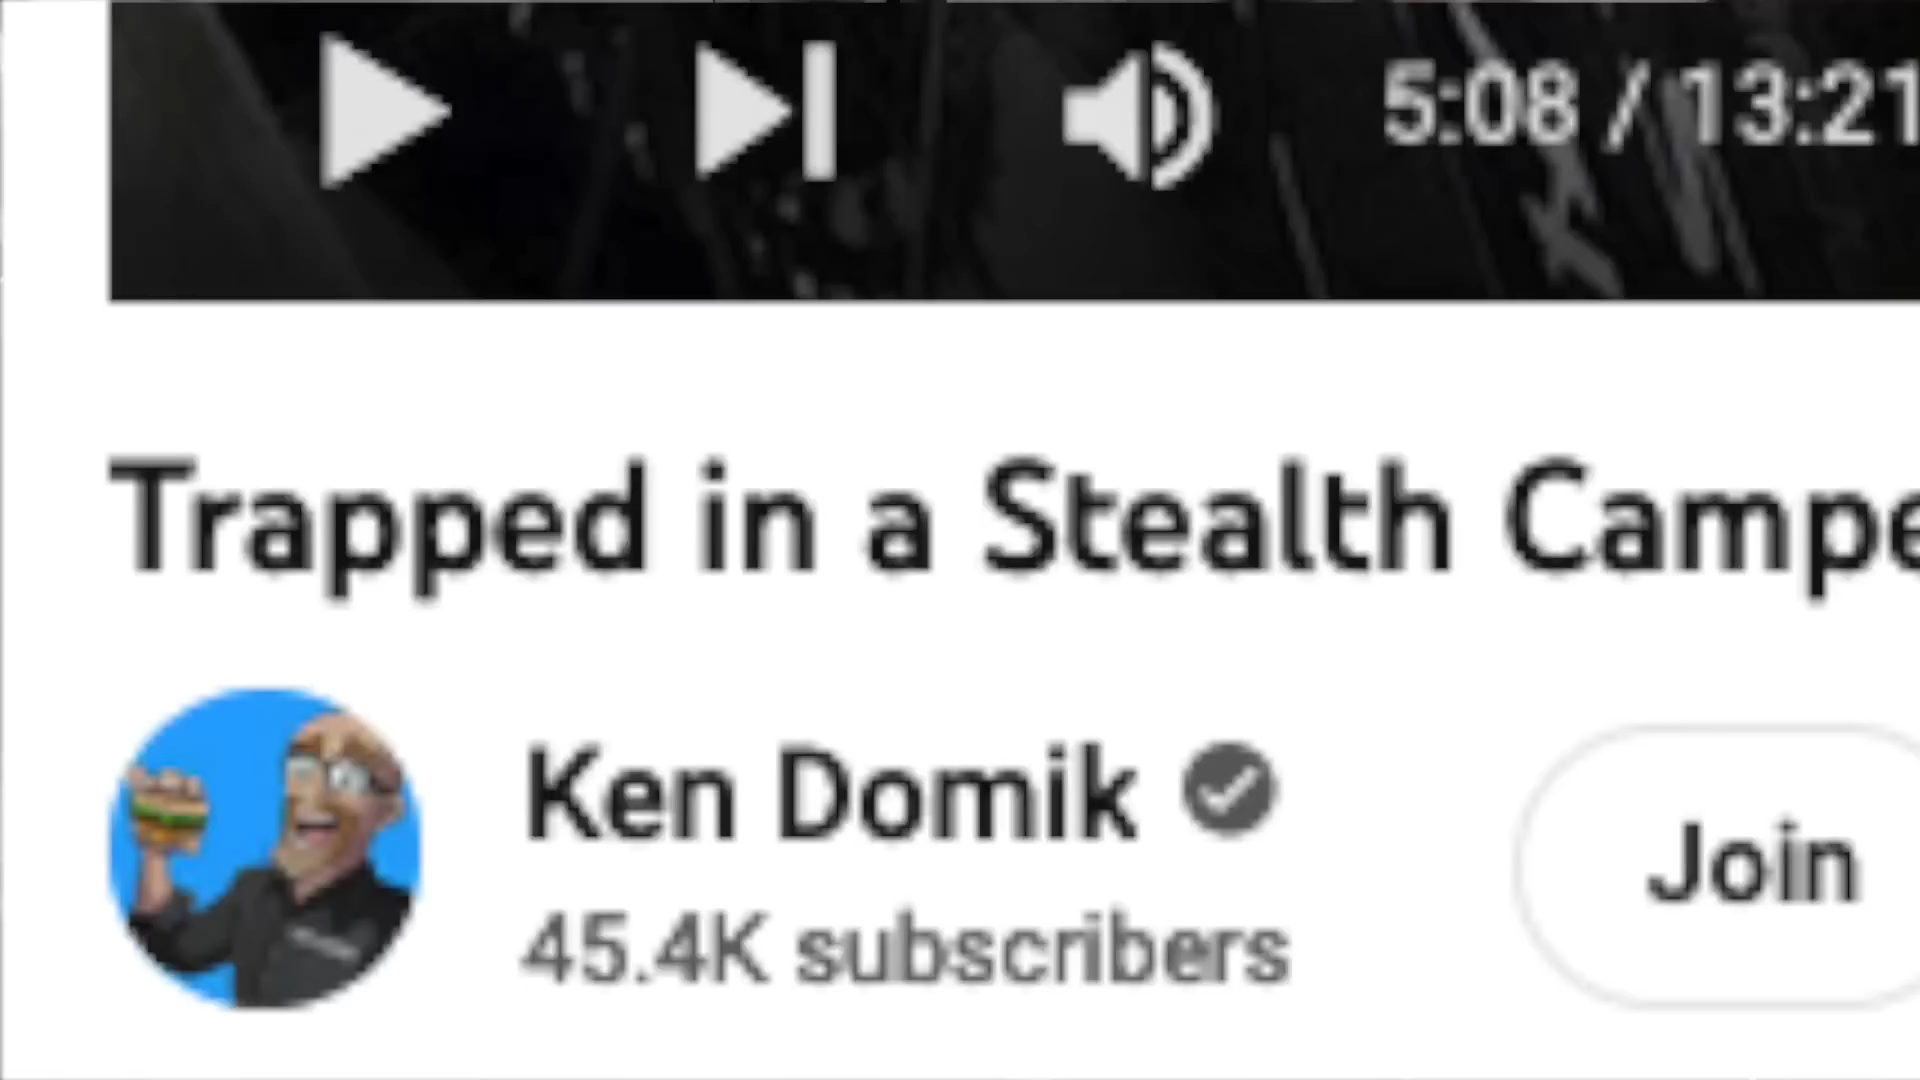 5:08 / 13:21
Trapped in a Stealth Campe
Ken Domik
45.4K subscribers
Join